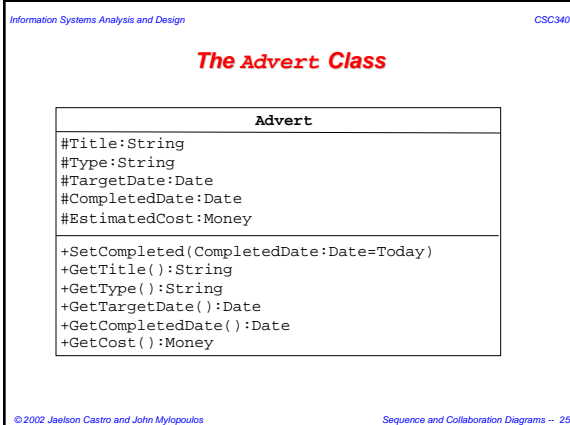 Information Systems Analysis and Design CSC340
The Advert Class
Advert
#Title:String
#Type:String
#TargetDate:Date
#CompletedDate:Date
#EstimatedCost:Money
+SetCompleted(CompletedDate:Date=Today)
+GetTitle():String
+GetType():String
+GetTargetDate():Date
+GetCompletedDate():Date
+GetCost():Money
© 2002 Jaelson Castro and John Mylopoulos Sequence and Collaboration Diagrams -- 25